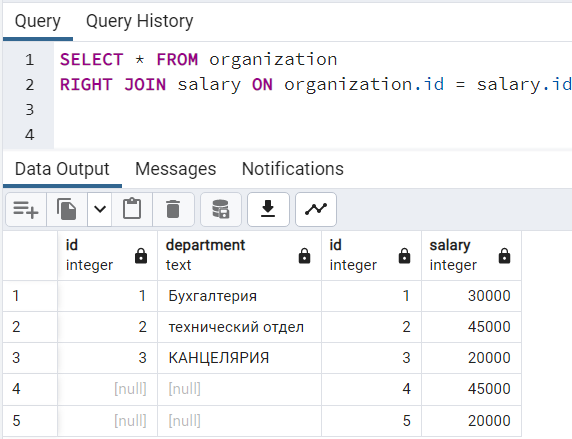 Query Query History
1 SELECT * FROM organization
2 RIGHT JOIN salary ON organization.id = salary.id
3
4
Data Output Messages Notifications
id department id salary
integer text integer integer
1 1 Бухгалтерия 1 30000
2 2 технический отдел 2 45000
3 3 КАНЦЕЛЯРИЯ 3 20000
4 [null] [null] 4 45000
5 [null] [null] 5 20000